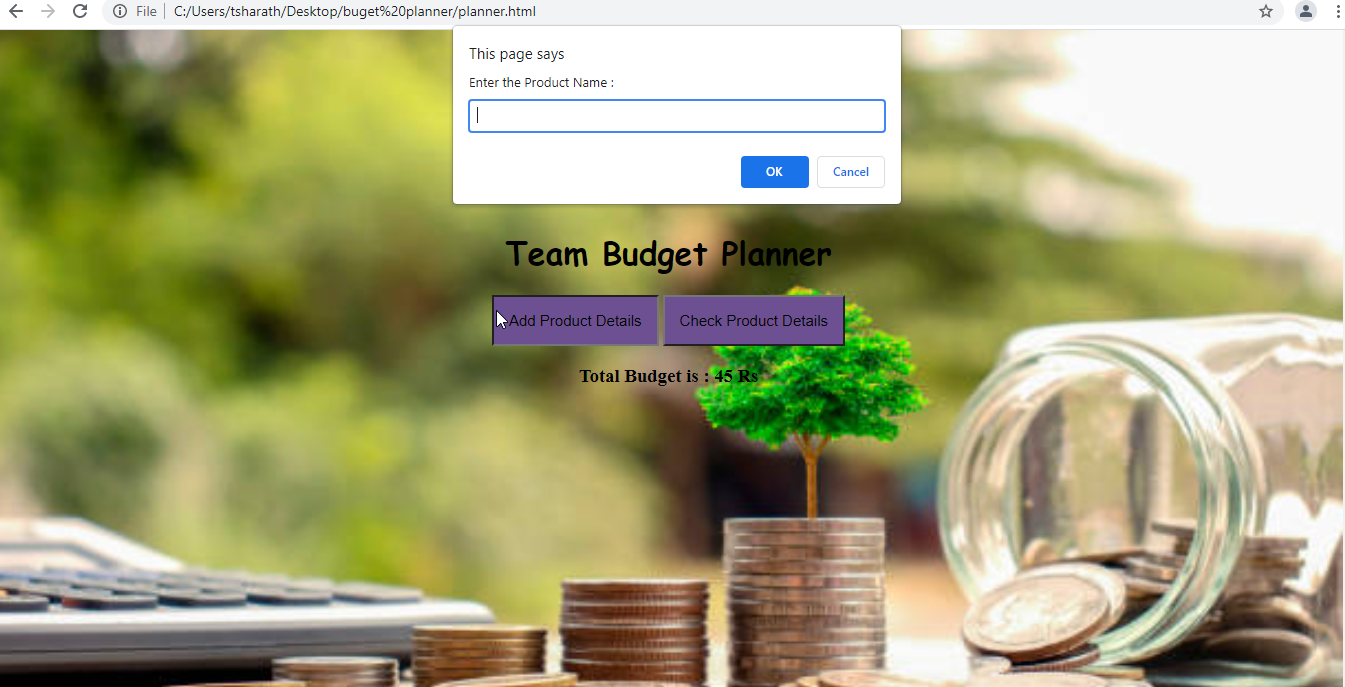 File
C:/Users/tsharath/Desktop/buget%20planner/planner.html
This page says
Enter the Product Name :
OK
Cancel
Team Budget Planner
Add Product Details
Check Product Details
Total Budget is : 45 Rs